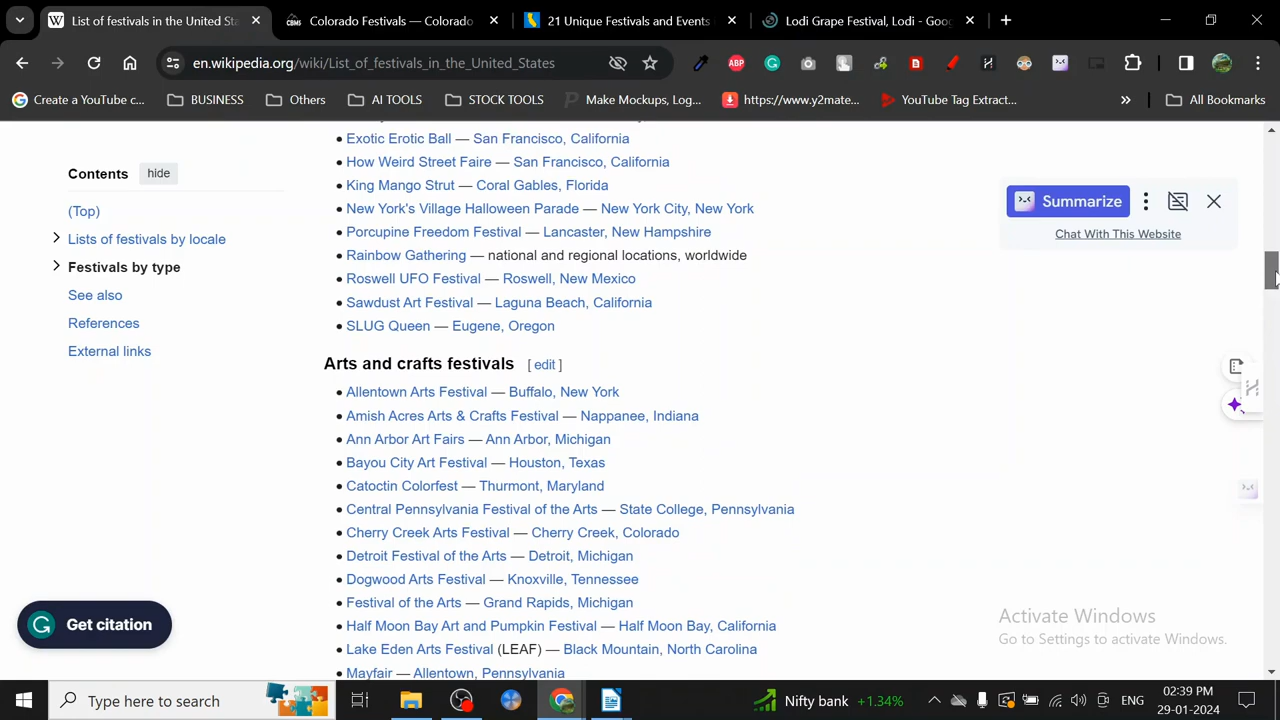 List of festivals in the United Sta
Colorado Festivals — Colorado
21 Unique Festivals and Events
Lodi Grape Festival, Lodi - Goo
en.wikipedia.org/wiki/List_of_festivals_in_the_United_States
ABP
Create a YouTube c...
BUSINESS
Others
AI TOOLS
STOCK TOOLS
Make Mockups, Log...
https://www.y2mate...
YouTube Tag Extract...
All Bookmarks
Exotic Erotic Ball — San Francisco, California
How Weird Street Faire — San Francisco, California
King Mango Strut — Coral Gables, Florida
New York's Village Halloween Parade — New York City, New York
Porcupine Freedom Festival — Lancaster, New Hampshire
Rainbow Gathering — national and regional locations, worldwide
Roswell UFO Festival — Roswell, New Mexico
Sawdust Art Festival — Laguna Beach, California
SLUG Queen — Eugene, Oregon
Arts and crafts festivals [ edit ]
Allentown Arts Festival — Buffalo, New York
Amish Acres Arts & Crafts Festival — Nappanee, Indiana
Ann Arbor Art Fairs — Ann Arbor, Michigan
Bayou City Art Festival — Houston, Texas
Catoctin Colorfest — Thurmont, Maryland
Central Pennsylvania Festival of the Arts — State College, Pennsylvania
Cherry Creek Arts Festival — Cherry Creek, Colorado
Detroit Festival of the Arts — Detroit, Michigan
Dogwood Arts Festival — Knoxville, Tennessee
Festival of the Arts — Grand Rapids, Michigan
Half Moon Bay Art and Pumpkin Festival — Half Moon Bay, California
Lake Eden Arts Festival (LEAF) — Black Mountain, North Carolina
Mayfair — Allentown, Pennsylvania
Contents hide
(Top)
Lists of festivals by locale
Festivals by type
See also
References
External links
Summarize
Chat With This Website
Get citation
Activate Windows
Go to Settings to activate Windows.
Type here to search
Nifty bank +1.34%
ENG
02:39 PM
29-01-2024